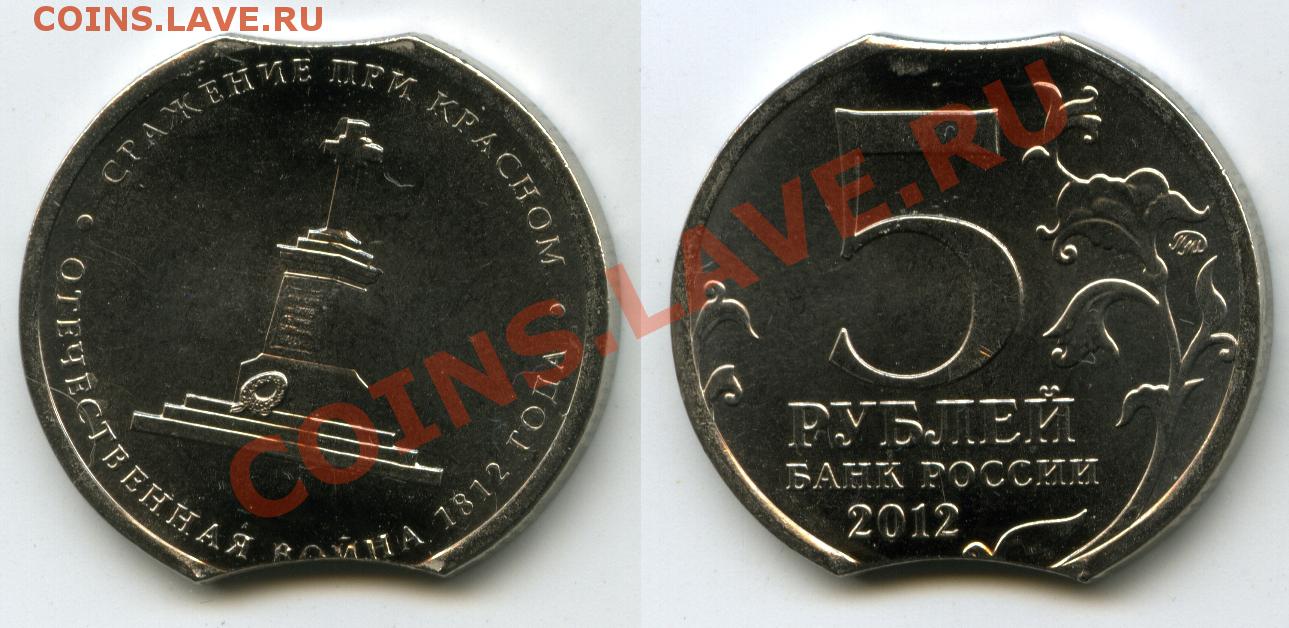 COINS.LAVE.RU
СРАЖЕНИЕ ПРИ КРАСНОМ
ОТЕЧЕСТВЕННАЯ ВОЙНА 1812 ГОДА
5
РУБЛЕЙ
БАНК РОССИИ
2012
COINS.LAVE.RU